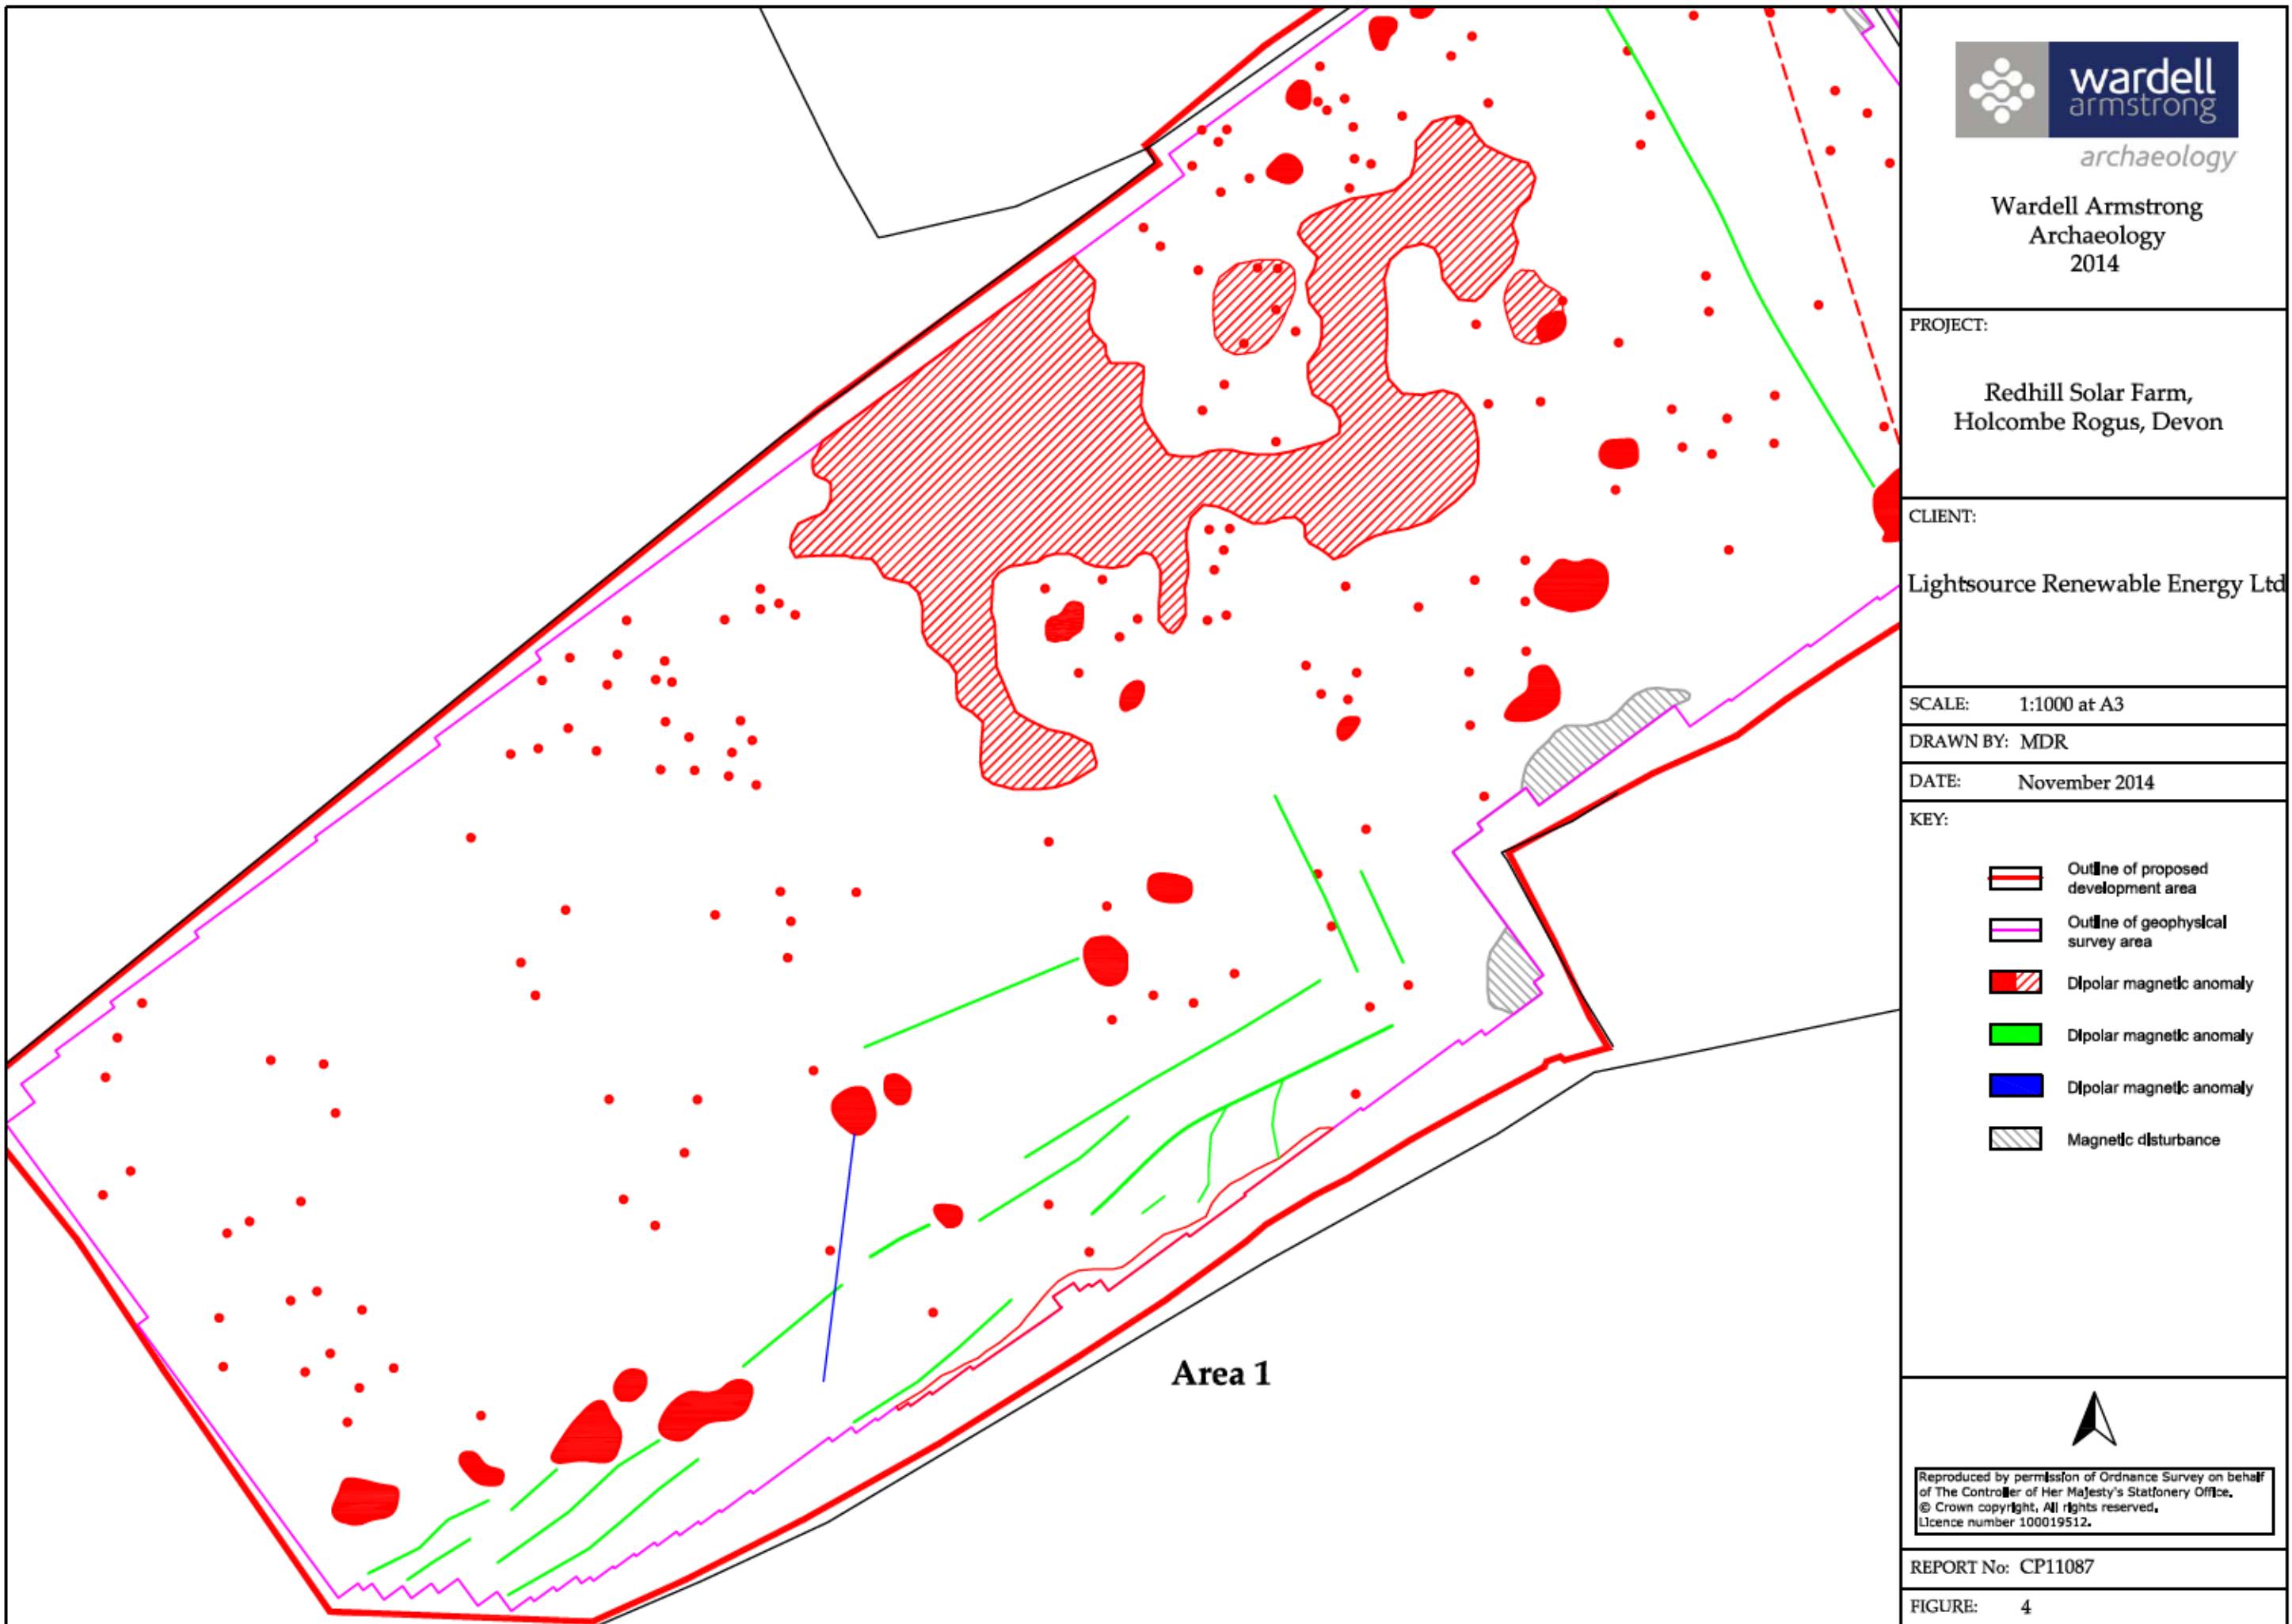 wardell
armstrong
archaeology
Wardell Armstrong
Archaeology
2014
PROJECT:
Redhill Solar Farm,
Holcombe Rogus, Devon
CLIENT:
Lightsource Renewable Energy Ltd
SCALE: 1:1000 at A3
DRAWN BY: MDR
DATE: November 2014
KEY:
Outline of proposed
development area
Outline of geophysical
survey area
Dipolar magnetic anomaly
Dipolar magnetic anomaly
Dipolar magnetic anomaly
Magnetic disturbance
Area 1
Reproduced by permission of Ordnance Survey on behalf
of The Controller of Her Majesty's Stationery Office.
© Crown copyright. All rights reserved.
Licence number 100019512.
REPORT No: CP11087
FIGURE: 4